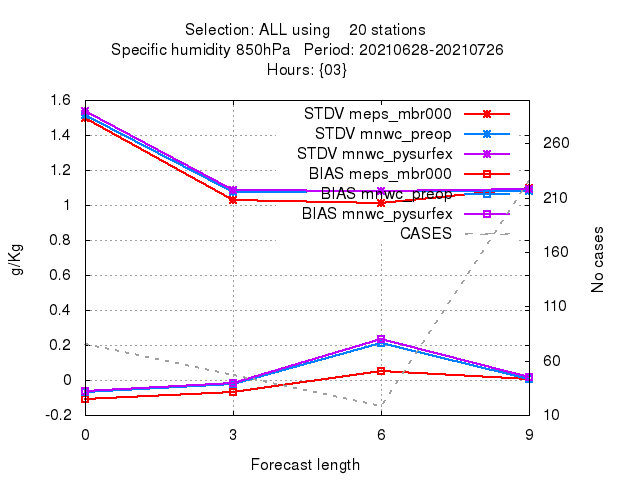 Selection: ALL using 20 stations
Specific humidity 850hPa Period: 20210628-20210726
Hours: {03}
1.6
1.4
1.2
1
0.8
0.6
0.4
0.2
0
-0.2
g/Kg
STDV meps_mbr000
STDV mnwc_preop
STDV mnwc_pysurfex
BIAS meps_mbr000
BIAS mnwc_preop
BIAS mnwc_pysurfex
CASES
260
210
160
110
60
10
No cases
0 3 6 9
Forecast length